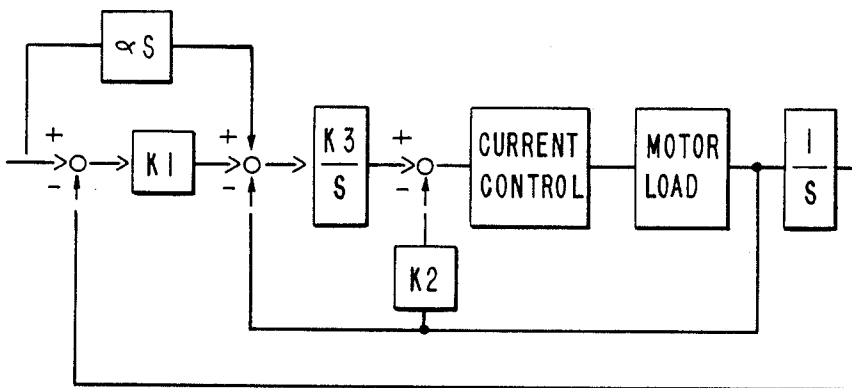 ∝S
+
K1
-
+
-
K3
S
+
-
CURRENT
CONTROL
MOTOR
LOAD
1
S
K2